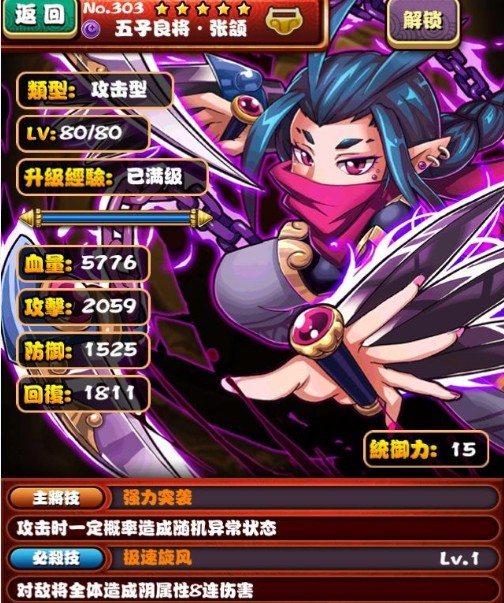 返回
No.303 ★★★★★
五子良将·张颌
解锁
類型: 攻击型
LV: 80/80
升級經驗: 已满级
血量: 5776
攻擊: 2059
防御: 1525
回復: 1811
統御力: 15
主將技 强力突袭
攻击时一定概率造成随机异常状态
必殺技 极速旋风 Lv.1
对敌将全体造成阴属性8连伤害